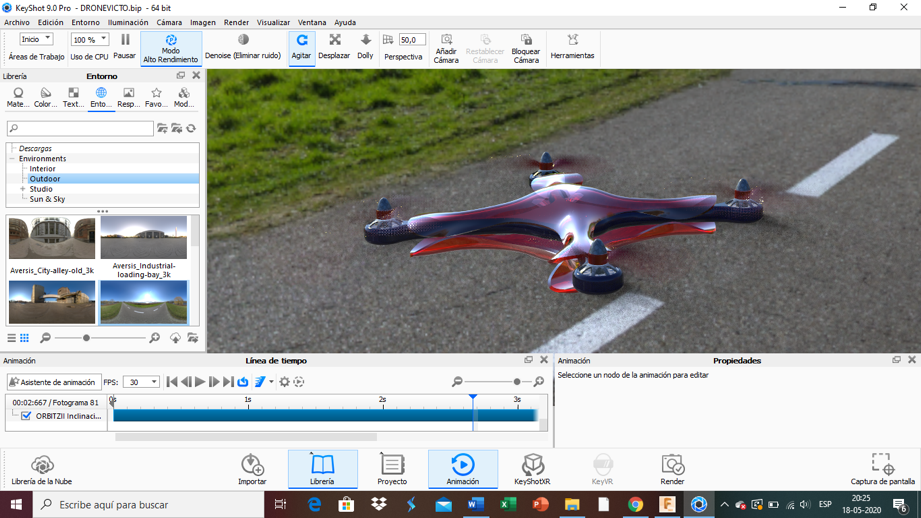 KeyShot 9.0 Pro - DRONEVICTO.bip - 64 bit
Archivo Edición Entorno Iluminación Cámara Imagen Render Visualizar Ventana Ayuda
Inicio
Áreas de Trabajo
100 %
Uso de CPU
Pausar
Modo
Alto Rendimiento
Denoise (Eliminar ruido)
Agitar
Desplazar
Dolly
50,0
Perspectiva
Añadir
Cámara
Restablecer
Cámara
Bloquear
Cámara
Herramientas
Librería
Entorno
Mate... Color... Text... Ento... Resp... Favo... Mod...
Descargas
Environments
Interior
Outdoor
Studio
Sun & Sky
Aversis_City-alley-old_3k
Aversis_Industrial-
loading-bay_3k
Animación
Línea de tiempo
Asistente de animación
FPS: 30
00:02:667 / Fotograma 81
0s 1s 2s 3s
ORBITZII Inclinaci...
Animación
Propiedades
Seleccione un nodo de la animación para editar
Librería de la Nube
Importar
Librería
Proyecto
Animación
KeyShotXR
KeyVR
Render
Captura de pantalla
Escribe aquí para buscar
ESP
20:25
18-05-2020
6